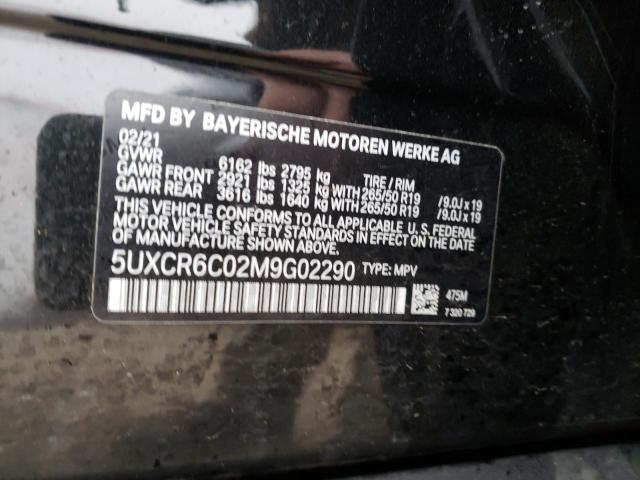 MFD BY BAYERISCHE MOTOREN WERKE AG
02/21
GVWR 6162 lbs 2795 kg TIRE / RIM
GAWR FRONT 2921 lbs 1325 kg WITH 265/50 R19 /9.0J x 19
GAWR REAR 3616 lbs 1640 kg WITH 265/50 R19 /9.0J x 19
THIS VEHICLE CONFORMS TO ALL APPLICABLE U. S. FEDERAL
MOTOR VEHICLE SAFETY STANDARDS IN EFFECT ON THE
DATE OF MANUFACTURE SHOWN ABOVE.
5UXCR6C02M9G02290 TYPE: MPV
475M
7 320 729